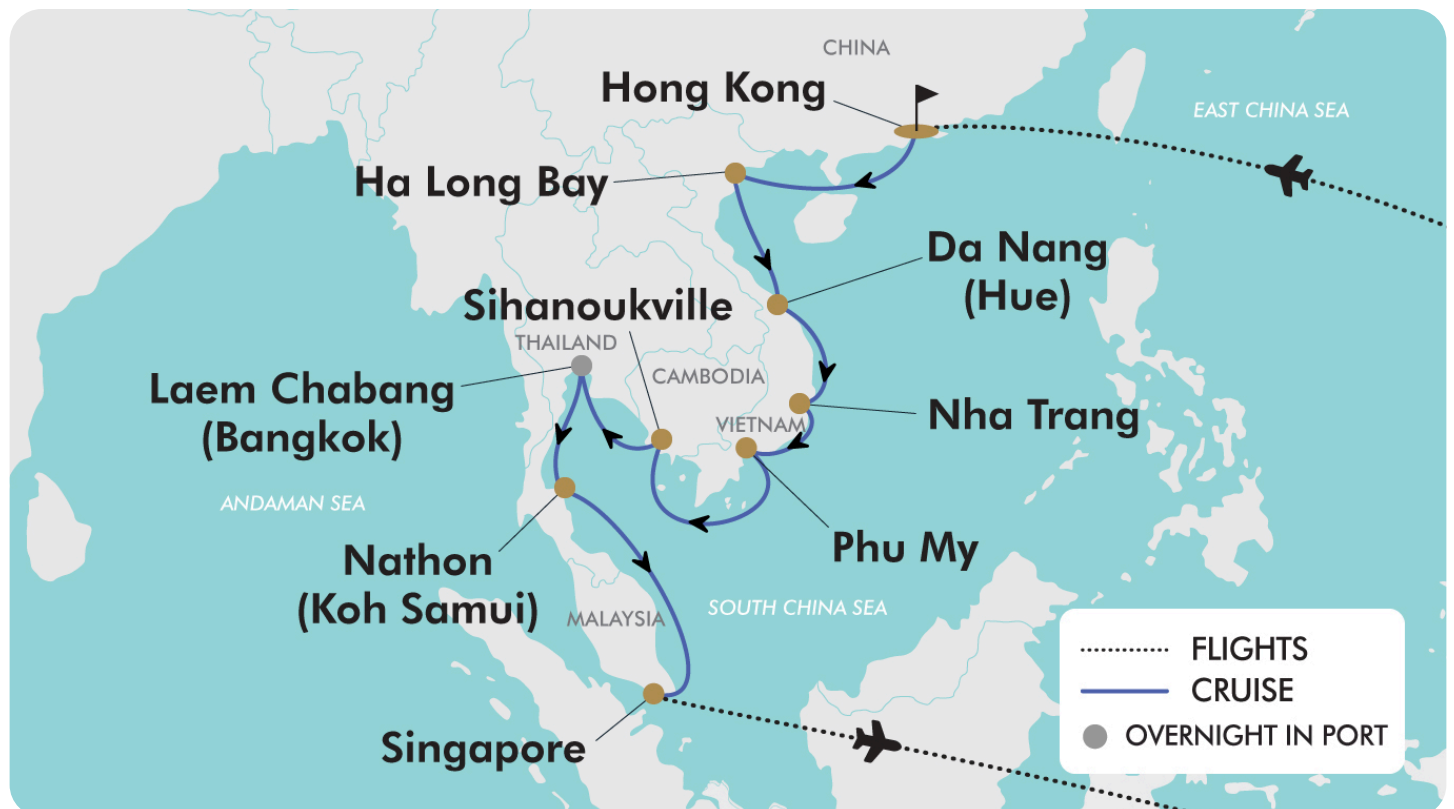 CHINA
Hong Kong
EAST CHINA SEA
Ha Long Bay
Da Nang
(Hue)
Sihanoukville
THAILAND
Laem Chabang
(Bangkok)
CAMBODIA
VIETNAM
Nha Trang
ANDAMAN SEA
Phu My
Nathon
(Koh Samui)
MALAYSIA
SOUTH CHINA SEA
Singapore
FLIGHTS
CRUISE
OVERNIGHT IN PORT